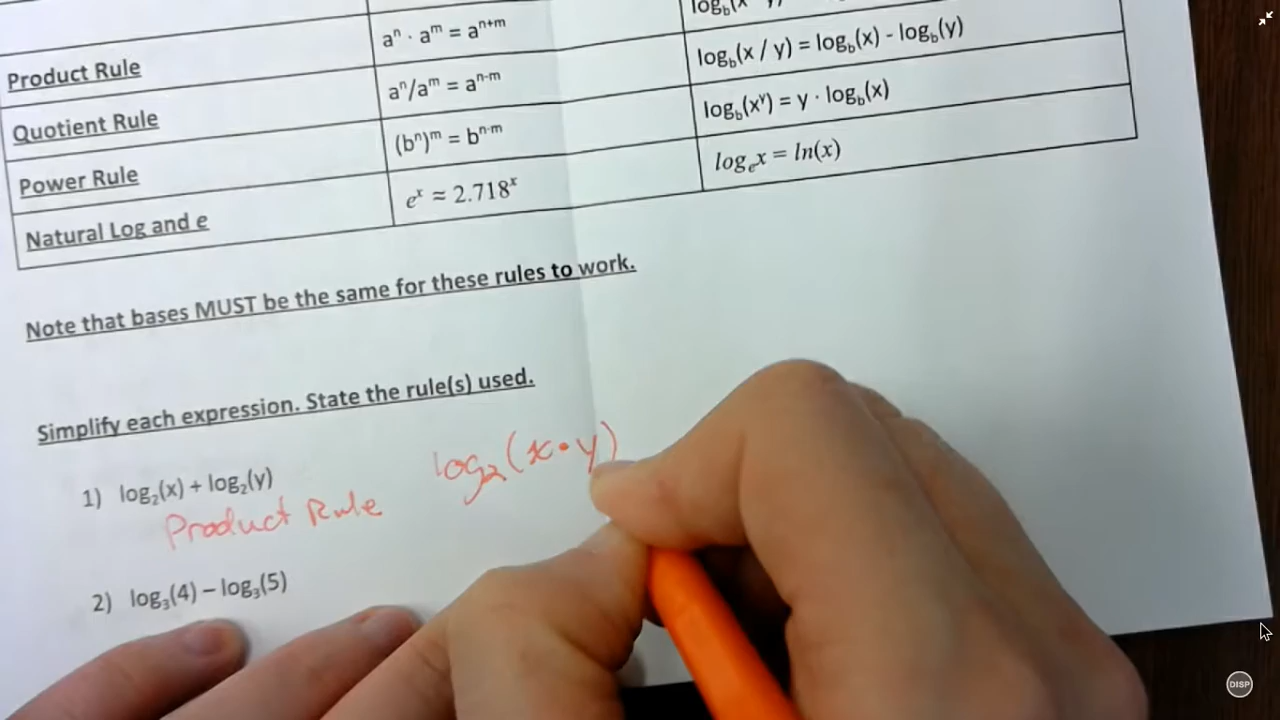 log_b(x
Product Rule aⁿ · aᵐ = aⁿ⁺ᵐ log_b(x / y) = log_b(x) - log_b(y)
Quotient Rule aⁿ/aᵐ = aⁿ⁻ᵐ log_b(xʸ) = y · log_b(x)
Power Rule (bⁿ)ᵐ = bⁿ·ᵐ logₑx = ln(x)
Natural Log and e eˣ ≈ 2.718ˣ
Note that bases MUST be the same for these rules to work.
Simplify each expression. State the rule(s) used.
1) log₂(x) + log₂(y) log₂(x·y)
Product Rule
2) log₃(4) – log₃(5)
DISP